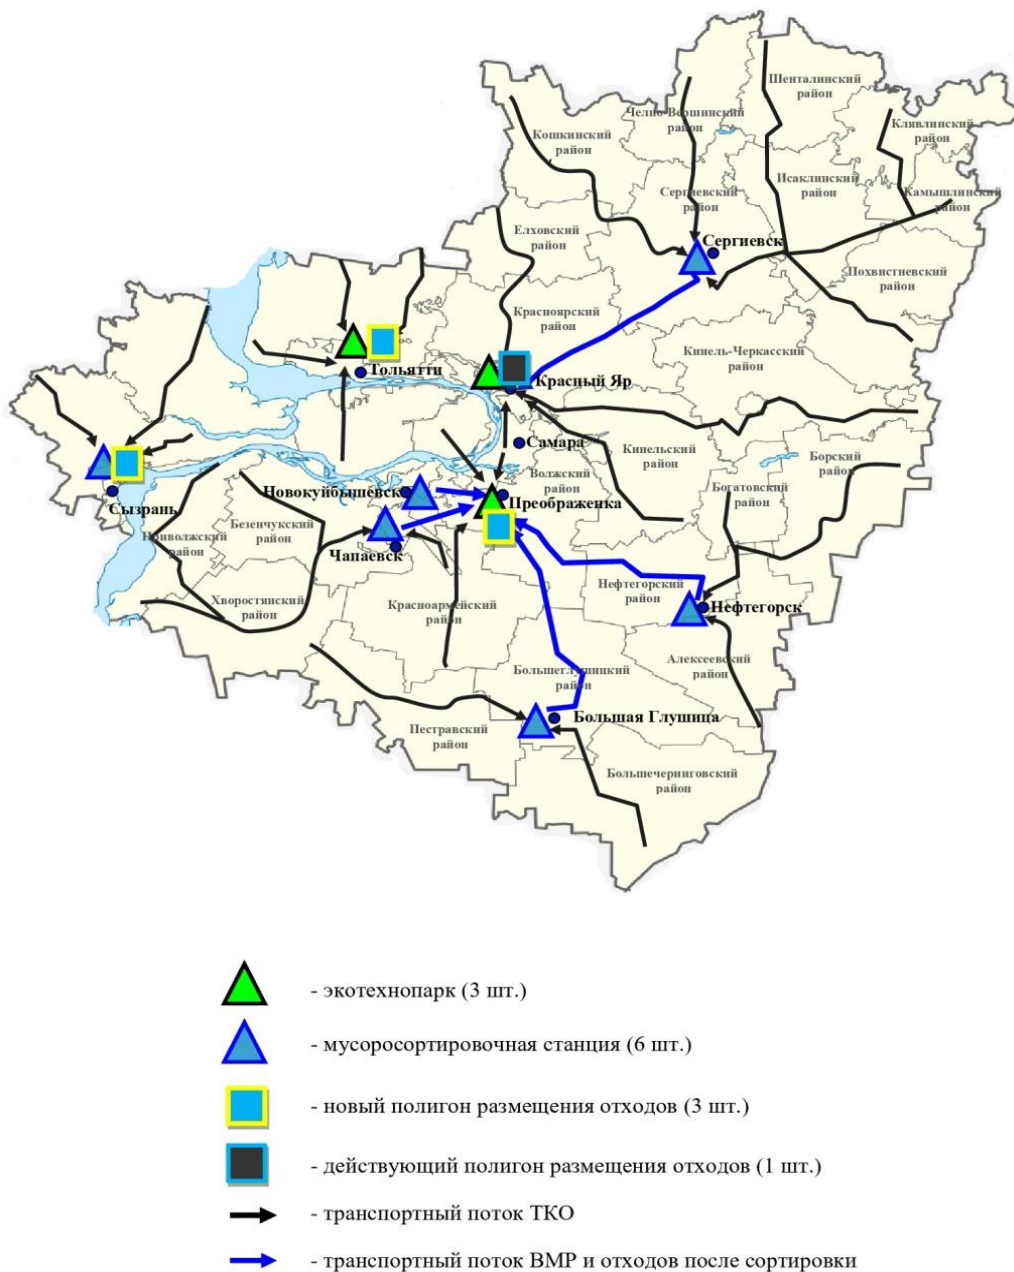 Шенталинский
район
Челно-Вершинский
район
Клявлинский
район
Кошкинский
район
Исаклинский
район
Сергиевский
район
Камышлинский
район
Елховский
район
Сергиевск
Похвистневский
район
Красноярский
район
Кинель-Черкасский
район
Тольятти
Красный Яр
Самара
Кинельский
район
Борский
район
Волжский
район
Богатовский
район
Новокуйбышевск
Преображенка
Сызрань
Безенчукский
район
Приволжский
район
Чапаевск
Хворостянский
район
Красноармейский
район
Нефтегорский
район
Нефтегорск
Алексеевский
район
Большеглушицкий
район
Большая Глушица
Пестравский
район
Большечерниговский
район
- экотехнопарк (3 шт.)
- мусоросортировочная станция (6 шт.)
- новый полигон размещения отходов (3 шт.)
- действующий полигон размещения отходов (1 шт.)
- транспортный поток ТКО
- транспортный поток ВМР и отходов после сортировки